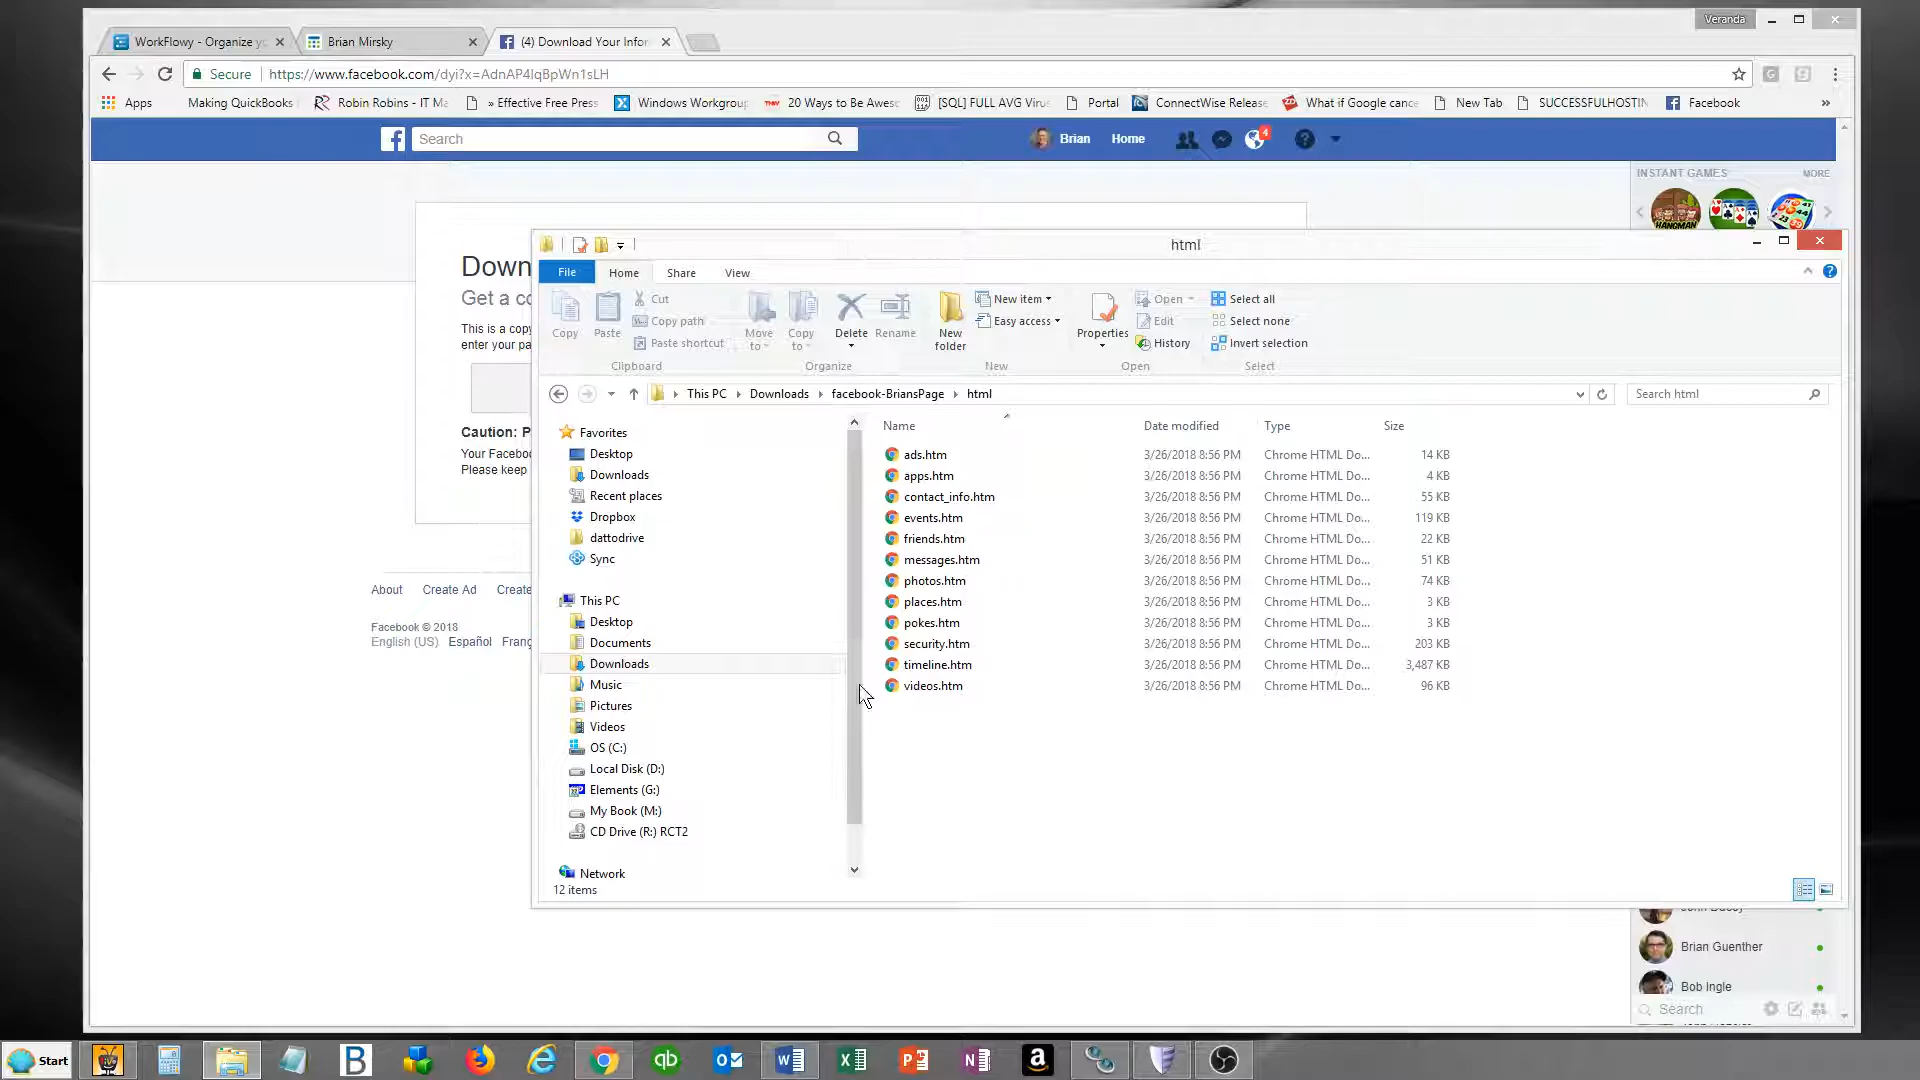 Veranda
WorkFlowy - Organize yo
Brian Mirsky
(4) Download Your Infor
Secure
https://www.facebook.com/dyi?x=AdnAP4IqBpWn1sLH
Apps
Making QuickBooks
Robin Robins - IT Ma
» Effective Free Press
Windows Workgroup
20 Ways to Be Aweso
[SQL] FULL AVG Virus
Portal
ConnectWise Release
What if Google cance
New Tab
SUCCESSFULHOSTIN
Facebook
»
Search
Brian
Home
4
INSTANT GAMES
MORE
HANGMAN
Down
Get a co
This is a copy
enter your pa
Caution: P
Your Faceboo
Please keep
About
Create Ad
Create
Facebook © 2018
English (US)
Español
Franç
html
File
Home
Share
View
Copy
Paste
Cut
Copy path
Paste shortcut
Clipboard
Move to
Copy to
Delete
Rename
Organize
New folder
New item
Easy access
New
Properties
Open
Edit
History
Open
Select all
Select none
Invert selection
Select
This PC
Downloads
facebook-BriansPage
html
Search html
Favorites
Desktop
Downloads
Recent places
Dropbox
dattodrive
Sync
This PC
Desktop
Documents
Downloads
Music
Pictures
Videos
OS (C:)
Local Disk (D:)
Elements (G:)
My Book (M:)
CD Drive (R:) RCT2
Network
12 items
Name Date modified Type Size
ads.htm 3/26/2018 8:56 PM Chrome HTML Do... 14 KB
apps.htm 3/26/2018 8:56 PM Chrome HTML Do... 4 KB
contact_info.htm 3/26/2018 8:56 PM Chrome HTML Do... 55 KB
events.htm 3/26/2018 8:56 PM Chrome HTML Do... 119 KB
friends.htm 3/26/2018 8:56 PM Chrome HTML Do... 22 KB
messages.htm 3/26/2018 8:56 PM Chrome HTML Do... 51 KB
photos.htm 3/26/2018 8:56 PM Chrome HTML Do... 74 KB
places.htm 3/26/2018 8:56 PM Chrome HTML Do... 3 KB
pokes.htm 3/26/2018 8:56 PM Chrome HTML Do... 3 KB
security.htm 3/26/2018 8:56 PM Chrome HTML Do... 203 KB
timeline.htm 3/26/2018 8:56 PM Chrome HTML Do... 3,487 KB
videos.htm 3/26/2018 8:56 PM Chrome HTML Do... 96 KB
Brian Guenther
Bob Ingle
Search
Start